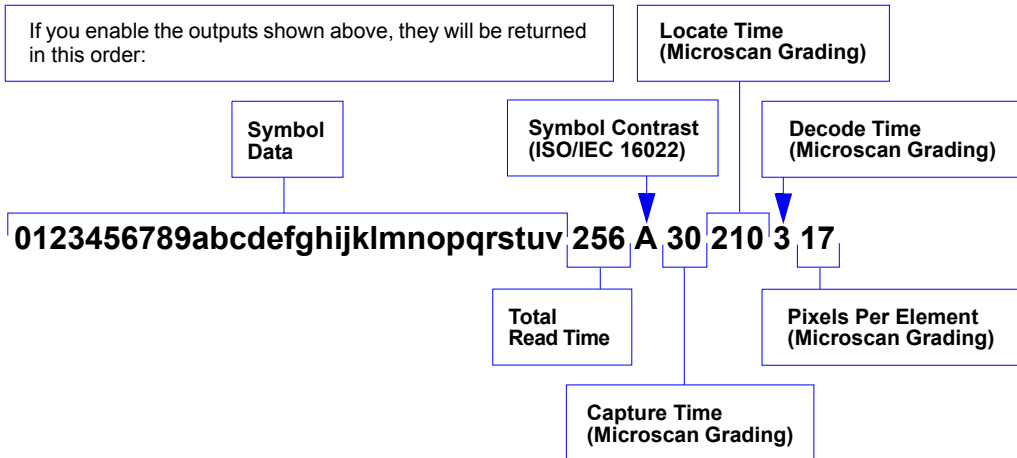 If you enable the outputs shown above, they will be returned
in this order:
Locate Time
(Microscan Grading)
Symbol
Data
Symbol Contrast
(ISO/IEC 16022)
Decode Time
(Microscan Grading)
0123456789abcdefghijklmnopqrstuv 256 A 30 210 3 17
Total
Read Time
Pixels Per Element
(Microscan Grading)
Capture Time
(Microscan Grading)